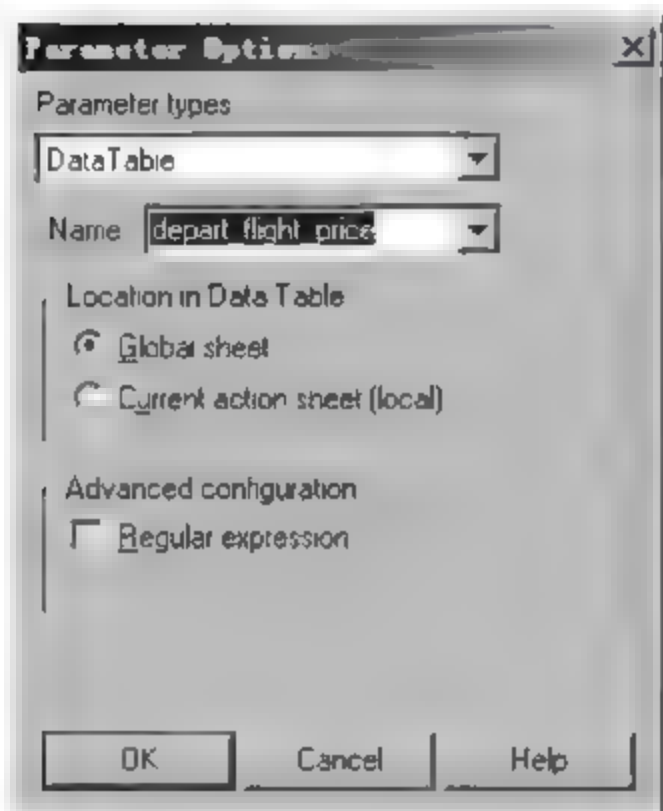 Parameter Options
Parameter types
DataTable
Name depart_flight_price
Location in Data Table
Global sheet
Current action sheet (local)
Advanced configuration
Regular expression
OK Cancel Help